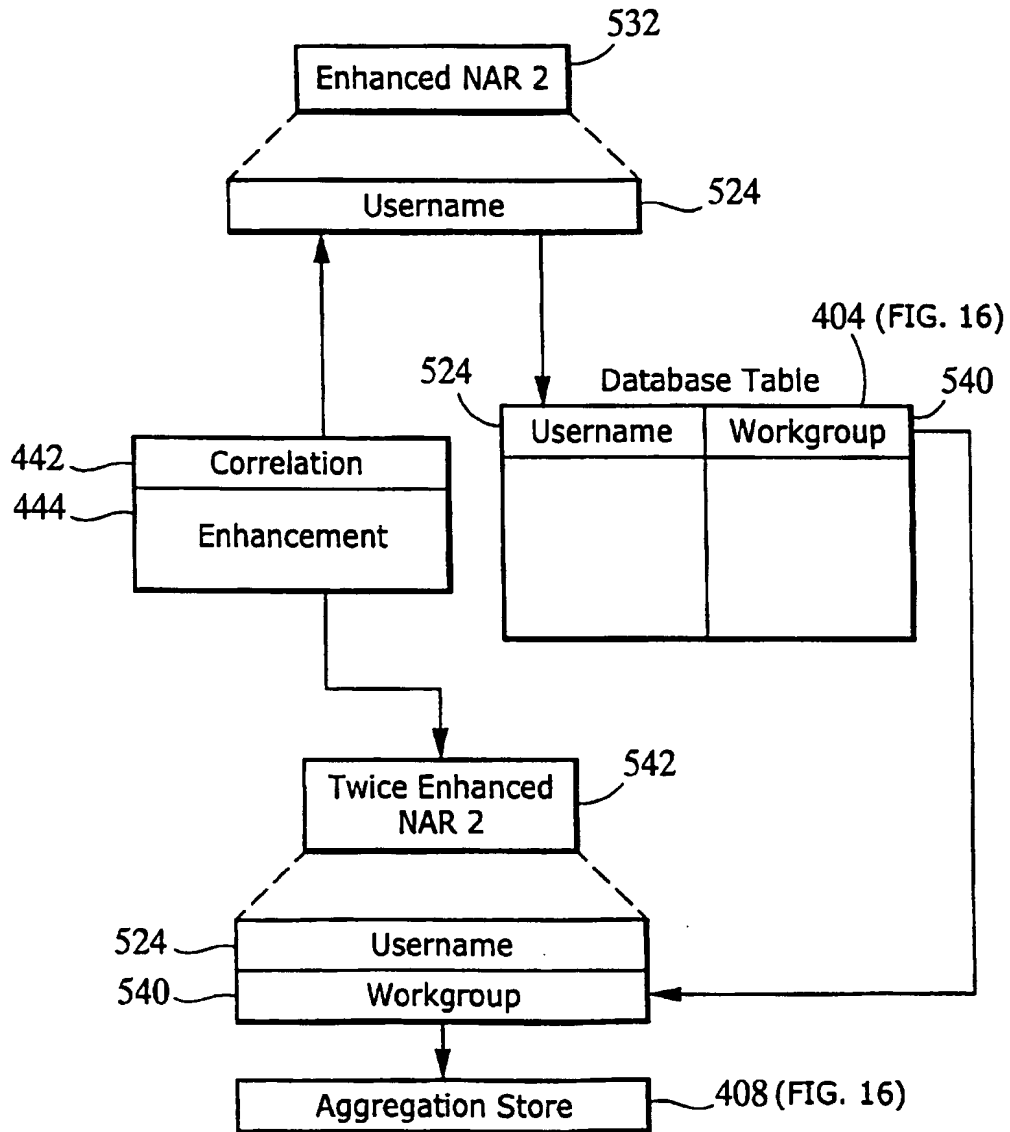 532
Enhanced NAR 2
524
Username
404 (FIG. 16)
524
Database Table
540
Username
Workgroup
442
Correlation
444
Enhancement
542
Twice Enhanced
NAR 2
524
Username
540
Workgroup
Aggregation Store
408 (FIG. 16)